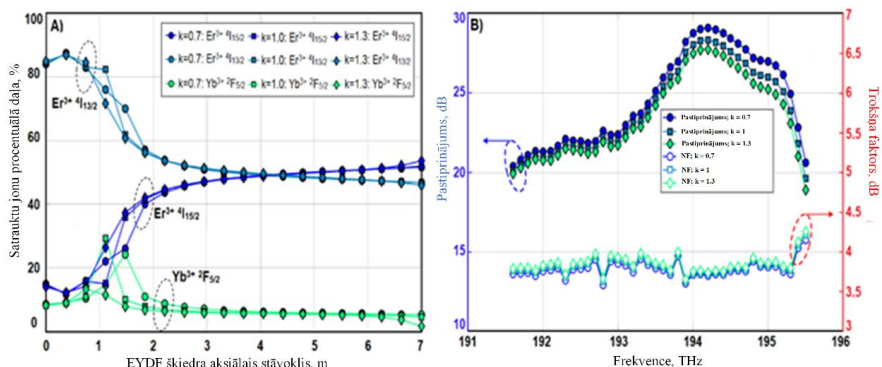 A)
Satrauktu jonu procentuālā daļa, %
100
80
60
40
20
0
k=0.7: Er³⁺ ⁴I₁₅/₂ k=1.0: Er³⁺ ⁴I₁₅/₂ k=1.3: Er³⁺ ⁴I₁₅/₂
k=0.7: Er³⁺ ⁴I₁₃/₂ k=1.0: Er³⁺ ⁴I₁₃/₂ k=1.3: Er³⁺ ⁴I₁₃/₂
k=0.7: Yb³⁺ ²F₅/₂ k=1.0: Yb³⁺ ²F₅/₂ k=1.3: Yb³⁺ ²F₅/₂
Er³⁺ ⁴I₁₃/₂
Er³⁺ ⁴I₁₅/₂
Yb³⁺ ²F₅/₂
0 1 2 3 4 5 6 7
EYDF šķiedra aksiālais stāvoklis, m
B)
Pastiprinājums, dB
30
25
20
15
10
Pastiprinājums; k = 0.7
Pastiprinājums; k = 1
Pastiprinājums; k = 1.3
NF; k = 0.7
NF; k = 1
NF; k = 1.3
7
6
5.5
5
4.5
4
3.5
3
Trokšņa faktors, dB
191 192 193 194 195 196
Frekvence, THz